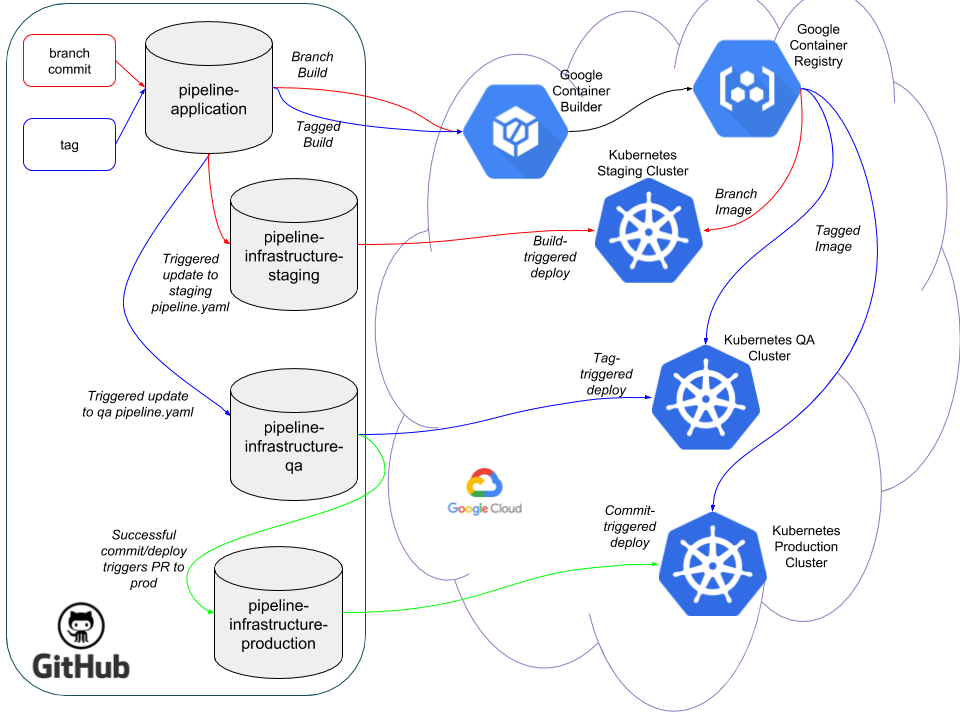 branch
commit
tag
pipeline-
application
Branch
Build
Tagged
Build
Google
Container
Builder
Google
Container
Registry
Kubernetes
Staging Cluster
Branch
Image
Tagged
Image
pipeline-
infrastructure-
staging
Triggered
update to
staging
pipeline.yaml
Build-
triggered
deploy
Kubernetes QA
Cluster
Tag-
triggered
deploy
Triggered update
to qa pipeline.yaml
pipeline-
infrastructure-
qa
Google Cloud
Successful
commit/deploy
triggers PR to
prod
Commit-
triggered
deploy
Kubernetes
Production
Cluster
pipeline-
infrastructure-
production
GitHub